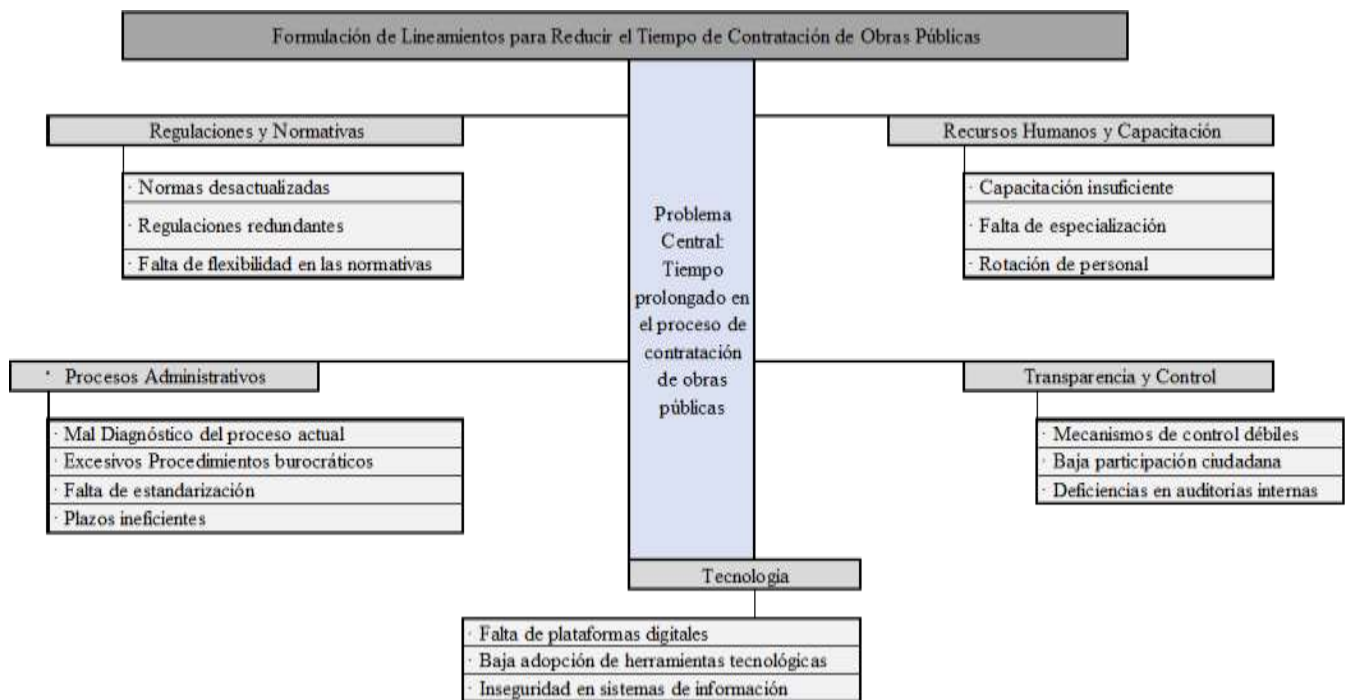 Formulación de Lineamientos para Reducir el Tiempo de Contratación de Obras Públicas
Regulaciones y Normativas
· Normas desactualizadas
· Regulaciones redundantes
· Falta de flexibilidad en las normativas
Recursos Humanos y Capacitación
· Capacitación insuficiente
· Falta de especialización
· Rotación de personal
Problema
Central:
Tiempo
prolongado en
el proceso de
contratación
de obras
públicas
· Procesos Administrativos
· Mal Diagnóstico del proceso actual
· Excesivos Procedimientos burocráticos
· Falta de estandarización
· Plazos ineficientes
Transparencia y Control
· Mecanismos de control débiles
· Baja participación ciudadana
· Deficiencias en auditorias internas
Tecnologia
· Falta de plataformas digitales
· Baja adopción de herramientas tecnológicas
· Inseguridad en sistemas de información